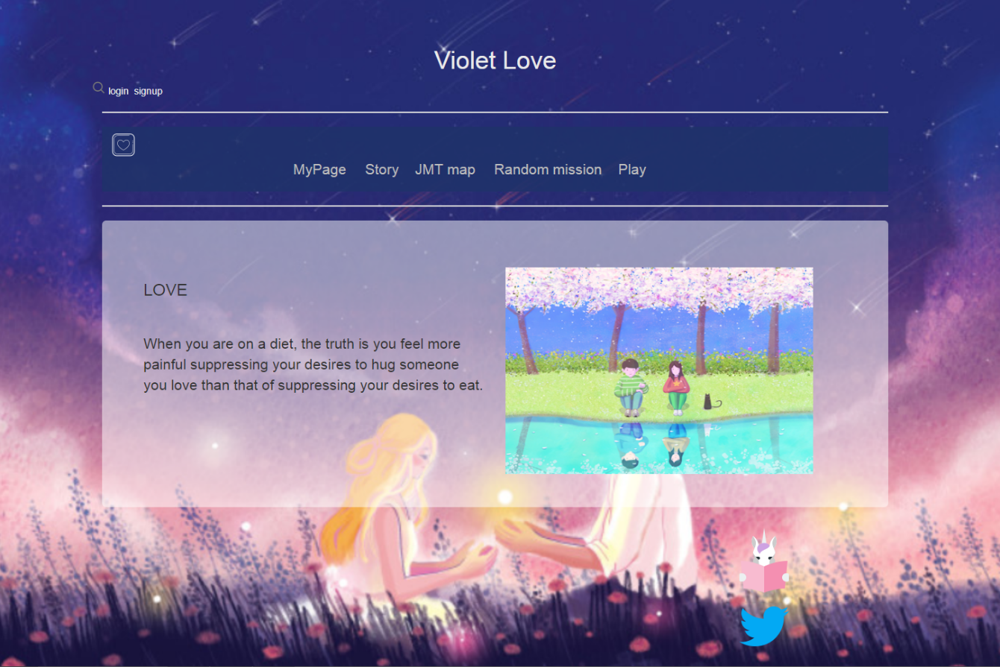 Violet Love
login signup
MyPage Story JMT map Random mission Play
LOVE
When you are on a diet, the truth is you feel more
painful suppressing your desires to hug someone
you love than that of suppressing your desires to eat.